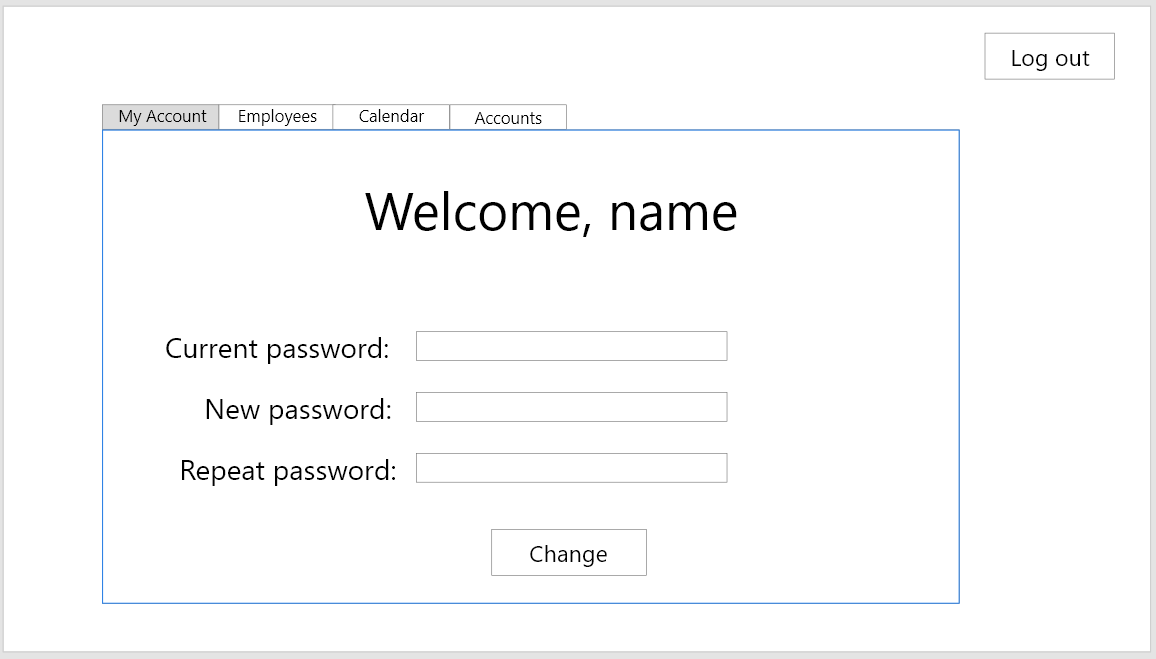 Log out
My Account Employees Calendar Accounts
Welcome, name
Current password:
New password:
Repeat password:
Change